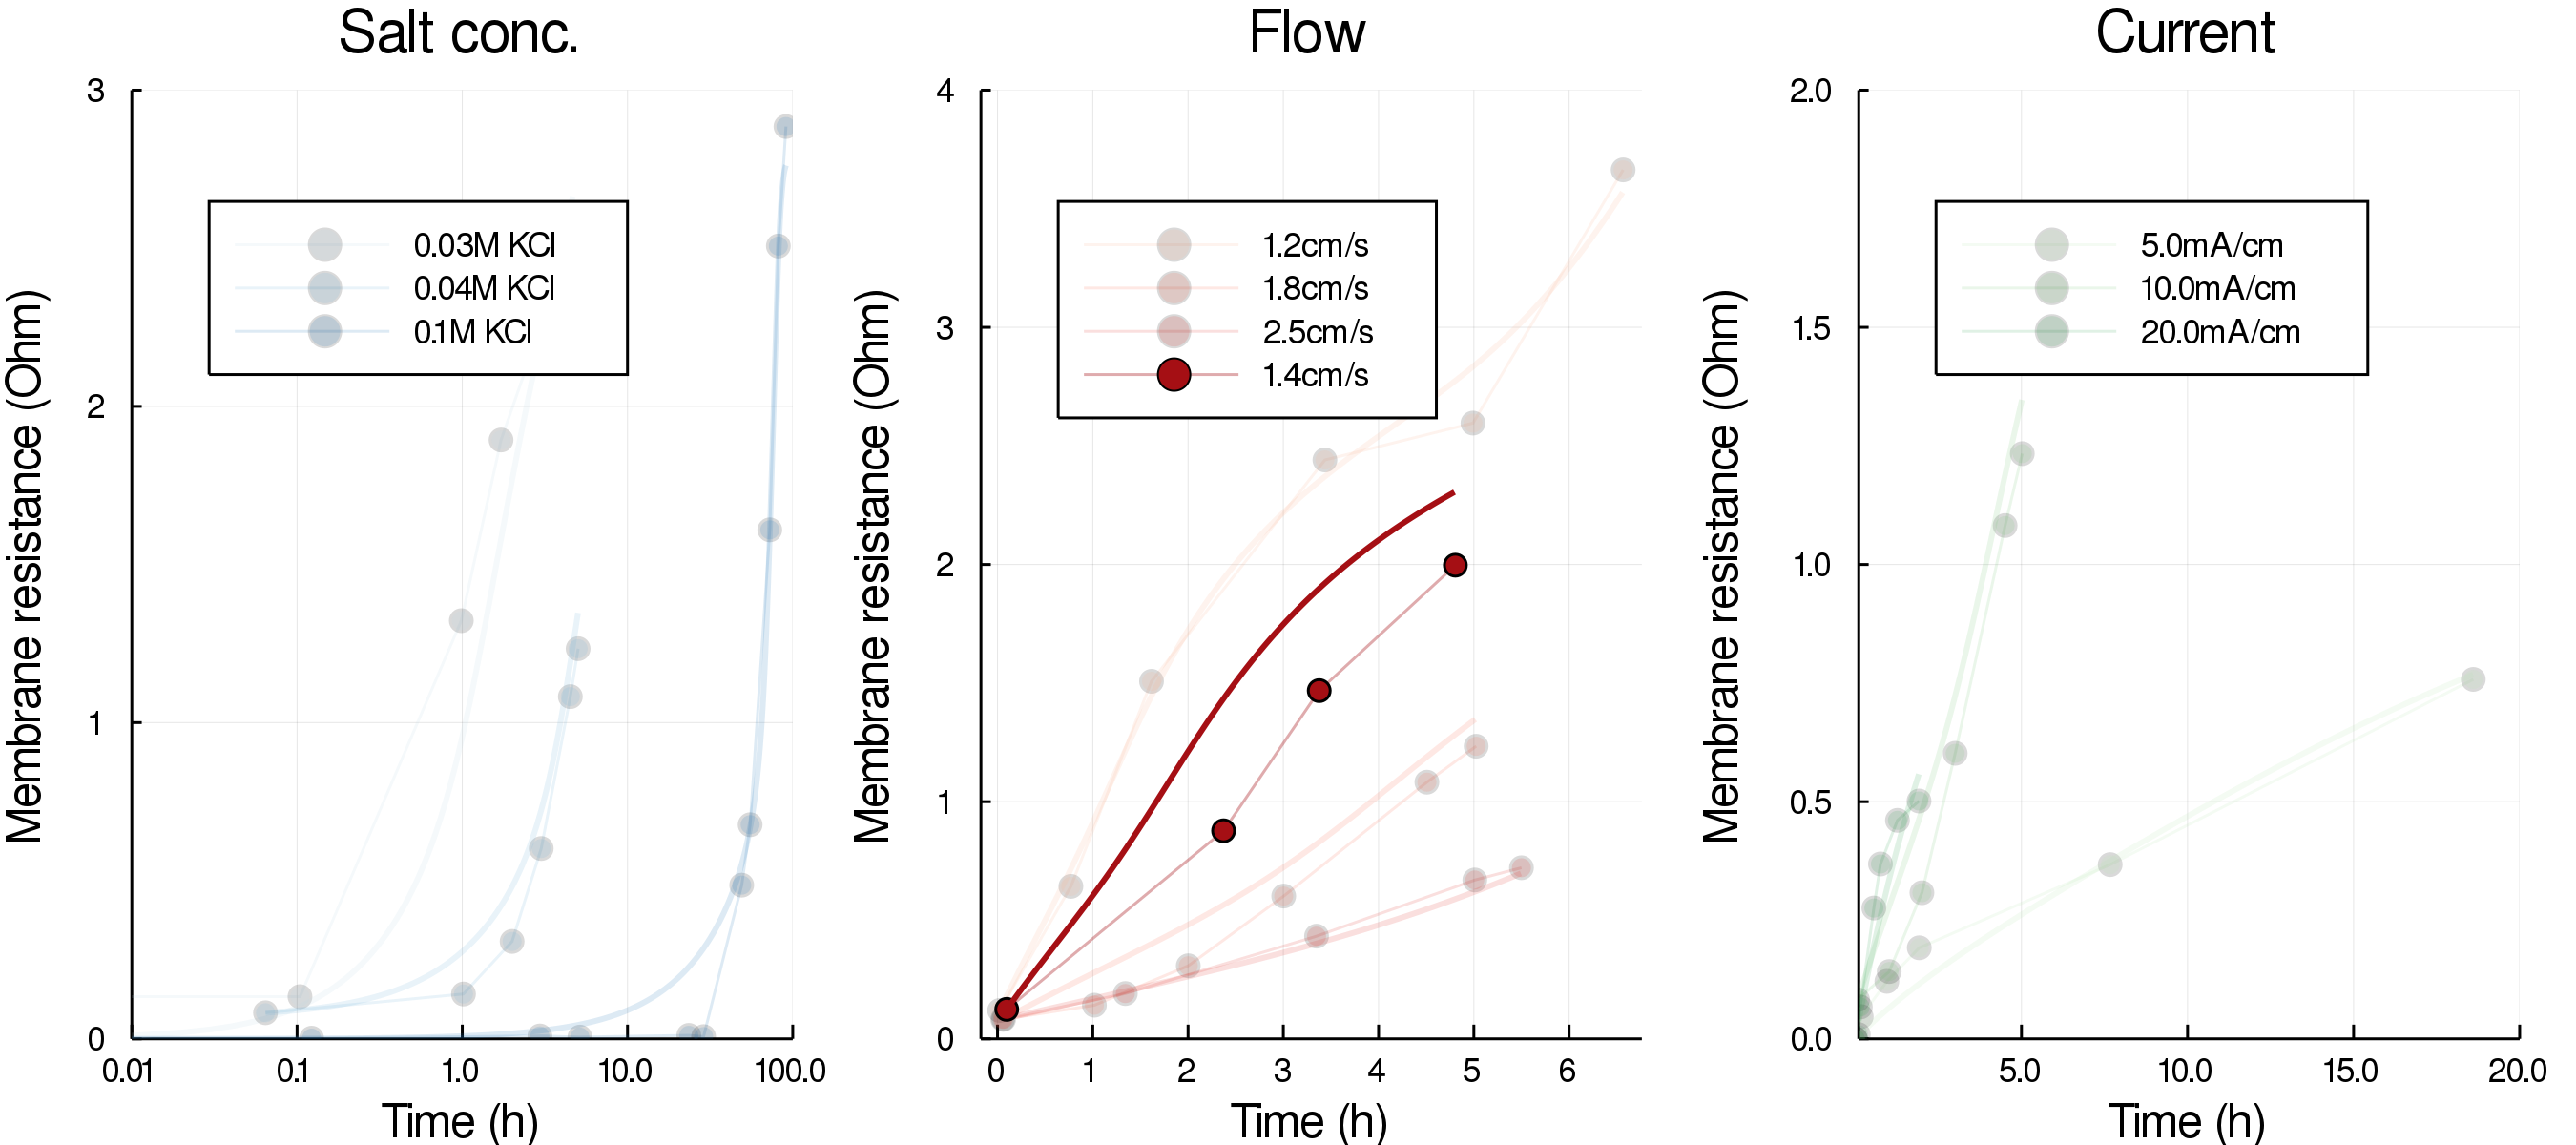 Salt conc.
3
2
1
0
0.01
0.1
1.0
10.0
100.0
Membrane resistance (Ohm)
Time (h)
0.03M KCl
0.04M KCl
0.1M KCl
Flow
4
3
2
1
0
0
1
2
3
4
5
6
Membrane resistance (Ohm)
Time (h)
1.2cm/s
1.8cm/s
2.5cm/s
1.4cm/s
Current
2.0
1.5
1.0
0.5
0.0
5.0
10.0
15.0
20.0
Membrane resistance (Ohm)
Time (h)
5.0mA/cm
10.0mA/cm
20.0mA/cm